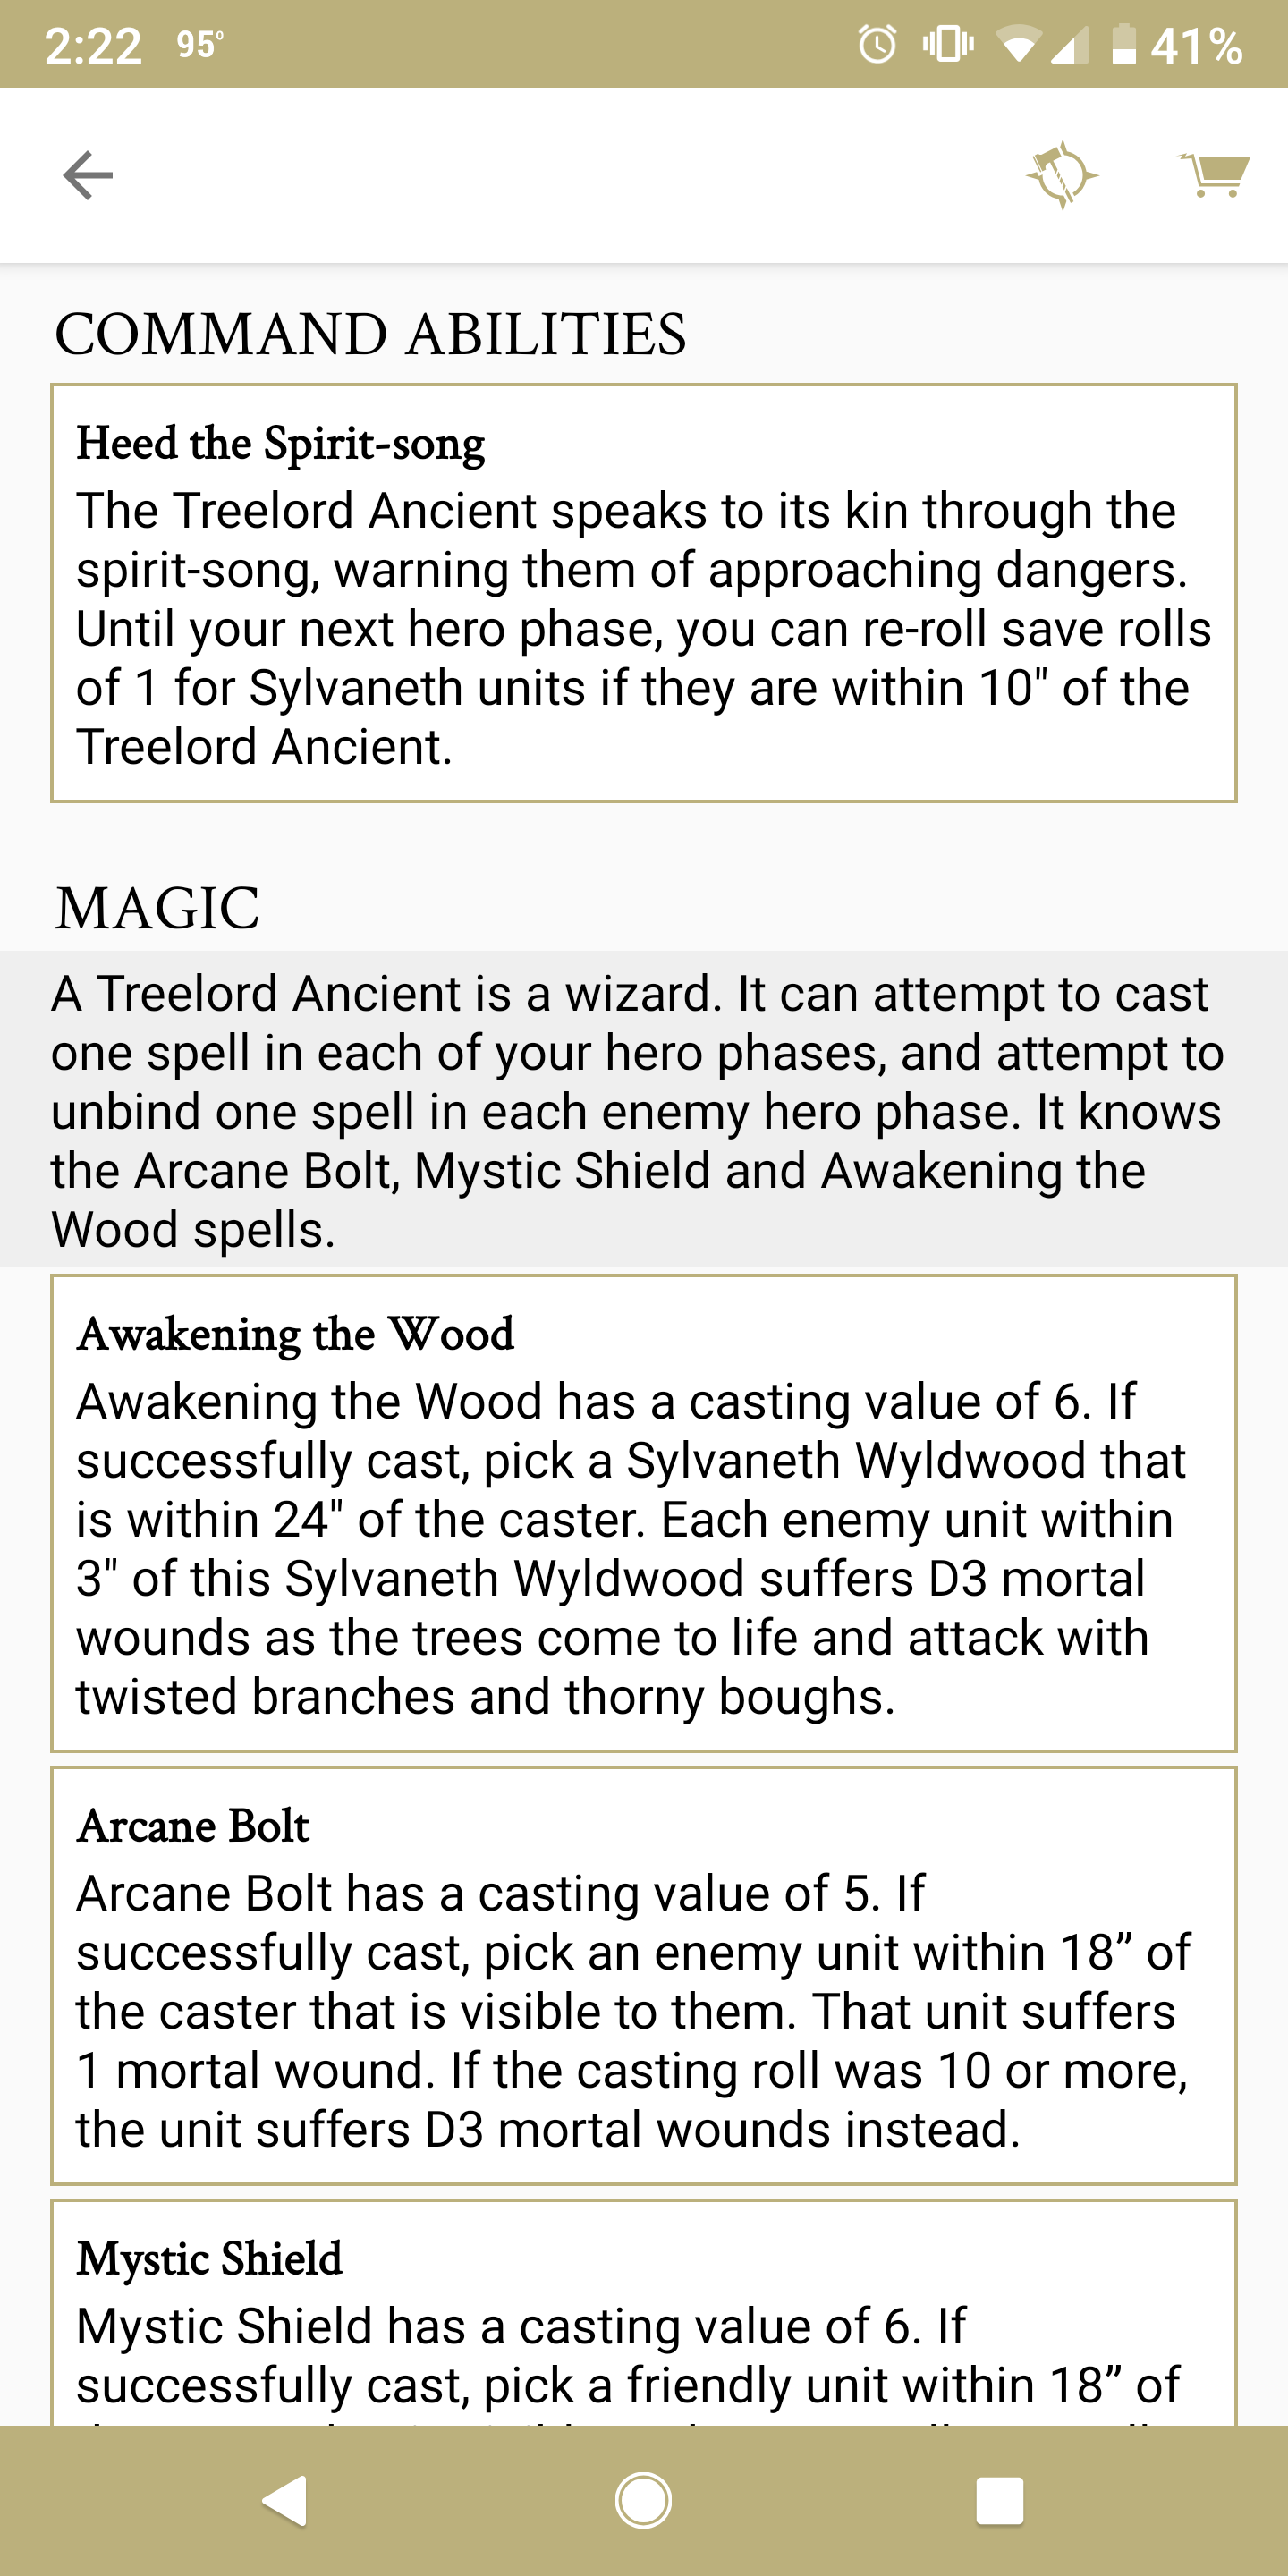 2:22 95° 41%
COMMAND ABILITIES
Heed the Spirit-song
The Treelord Ancient speaks to its kin through the
spirit-song, warning them of approaching dangers.
Until your next hero phase, you can re-roll save rolls
of 1 for Sylvaneth units if they are within 10" of the
Treelord Ancient.
MAGIC
A Treelord Ancient is a wizard. It can attempt to cast
one spell in each of your hero phases, and attempt to
unbind one spell in each enemy hero phase. It knows
the Arcane Bolt, Mystic Shield and Awakening the
Wood spells.
Awakening the Wood
Awakening the Wood has a casting value of 6. If
successfully cast, pick a Sylvaneth Wyldwood that
is within 24" of the caster. Each enemy unit within
3" of this Sylvaneth Wyldwood suffers D3 mortal
wounds as the trees come to life and attack with
twisted branches and thorny boughs.
Arcane Bolt
Arcane Bolt has a casting value of 5. If
successfully cast, pick an enemy unit within 18” of
the caster that is visible to them. That unit suffers
1 mortal wound. If the casting roll was 10 or more,
the unit suffers D3 mortal wounds instead.
Mystic Shield
Mystic Shield has a casting value of 6. If
successfully cast, pick a friendly unit within 18” of